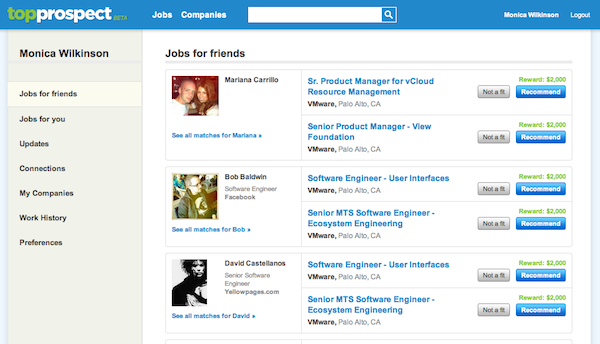 topprospect BETA
Jobs Companies
Monica Wilkinson Logout
Monica Wilkinson
Jobs for friends
Jobs for you
Updates
Connections
My Companies
Work History
Preferences
Jobs for friends
Mariana Carrillo
See all matches for Mariana »
Sr. Product Manager for vCloud
Resource Management
VMware, Palo Alto, CA
Reward: $2,000
Not a fit Recommend
Senior Product Manager - View
Foundation
VMware, Palo Alto, CA
Reward: $2,000
Not a fit Recommend
Bob Baldwin
Software Engineer
Facebook
See all matches for Bob »
Software Engineer - User Interfaces
VMware, Palo Alto, CA
Reward: $2,000
Not a fit Recommend
Senior MTS Software Engineer -
Ecosystem Engineering
VMware, Palo Alto, CA
Reward: $2,000
Not a fit Recommend
David Castellanos
Senior Software
Engineer
Yellowpages.com
See all matches for David »
Software Engineer - User Interfaces
VMware, Palo Alto, CA
Reward: $2,000
Not a fit Recommend
Senior MTS Software Engineer -
Ecosystem Engineering
VMware, Palo Alto, CA
Reward: $2,000
Not a fit Recommend